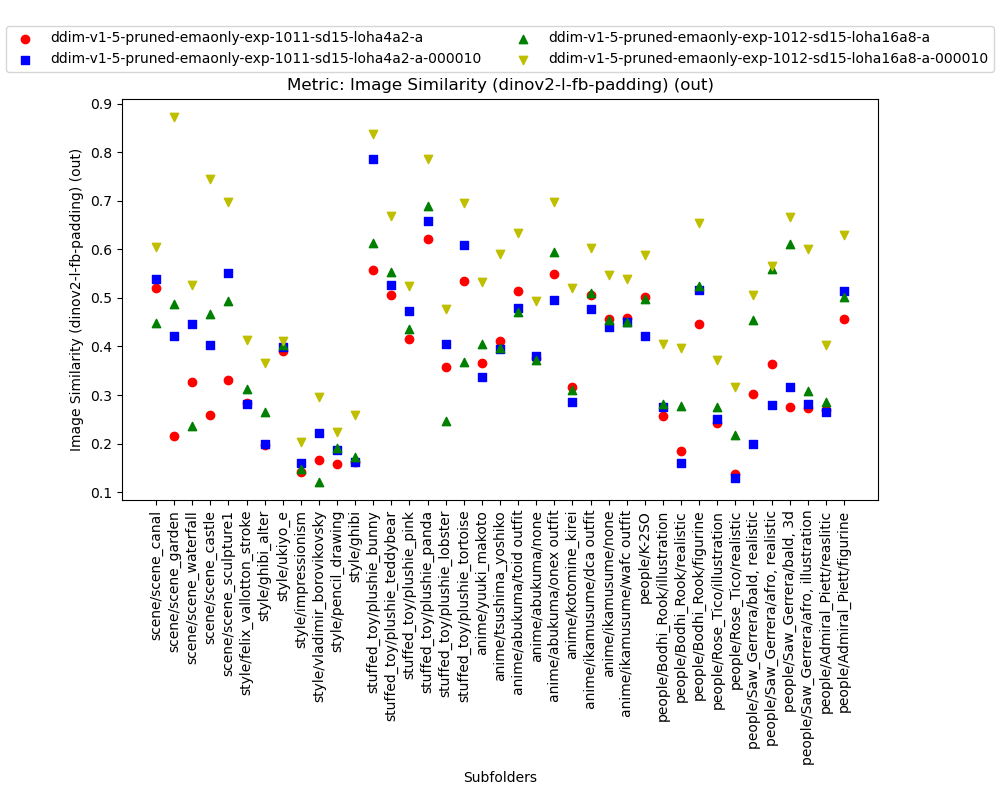 ddim-v1-5-pruned-emaonly-exp-1011-sd15-loha4a2-a
ddim-v1-5-pruned-emaonly-exp-1011-sd15-loha4a2-a-000010
ddim-v1-5-pruned-emaonly-exp-1012-sd15-loha16a8-a
ddim-v1-5-pruned-emaonly-exp-1012-sd15-loha16a8-a-000010
Metric: Image Similarity (dinov2-l-fb-padding) (out)
Image Similarity (dinov2-l-fb-padding) (out)
0.9
0.8
0.7
0.6
0.5
0.4
0.3
0.2
0.1
scene/scene_canal
scene/scene_garden
scene/scene_waterfall
scene/scene_castle
scene/scene_sculpture1
style/felix_vallotton_stroke
style/ghibi_alter
style/ukiyo_e
style/impressionism
style/vladimir_borovikovsky
style/pencil_drawing
style/ghibi
stuffed_toy/plushie_bunny
stuffed_toy/plushie_teddybear
stuffed_toy/plushie_pink
stuffed_toy/plushie_panda
stuffed_toy/plushie_lobster
stuffed_toy/plushie_tortoise
anime/yuuki_makoto
anime/tsushima_yoshiko
anime/abukuma/toid outfit
anime/abukuma/none
anime/abukuma/onex outfit
anime/kotomine_kirei
anime/ikamusume/dca outfit
anime/ikamusume/none
anime/ikamusume/wafc outfit
people/K-2SO
people/Bodhi_Rook/illustration
people/Bodhi_Rook/realistic
people/Bodhi_Rook/figurine
people/Rose_Tico/illustration
people/Rose_Tico/realistic
people/Saw_Gerrera/bald, realistic
people/Saw_Gerrera/afro, realistic
people/Saw_Gerrera/bald, 3d
people/Saw_Gerrera/afro, illustration
people/Admiral_Piett/reaslitic
people/Admiral_Piett/figurine
Subfolders